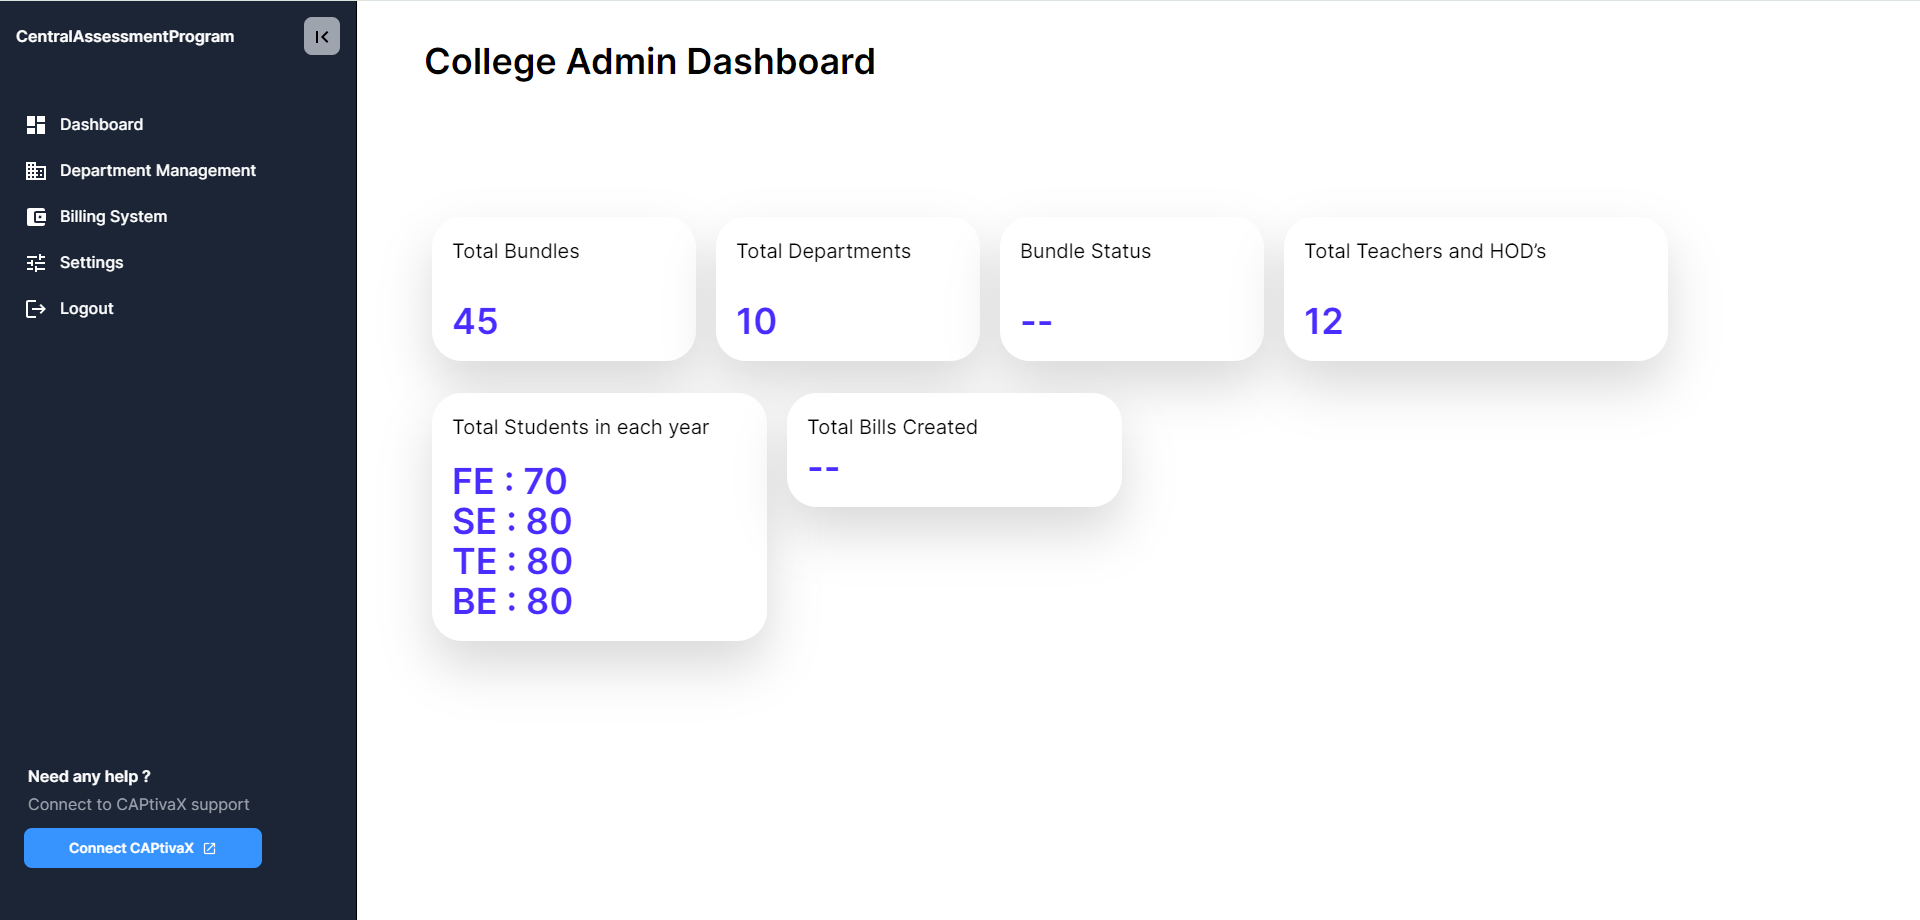 CentralAssessmentProgram
Dashboard
Department Management
Billing System
Settings
Logout
Need any help ?
Connect to CAPtivaX support
Connect CAPtivaX
College Admin Dashboard
Total Bundles
45
Total Departments
10
Bundle Status
--
Total Teachers and HOD’s
12
Total Students in each year
FE : 70
SE : 80
TE : 80
BE : 80
Total Bills Created
--